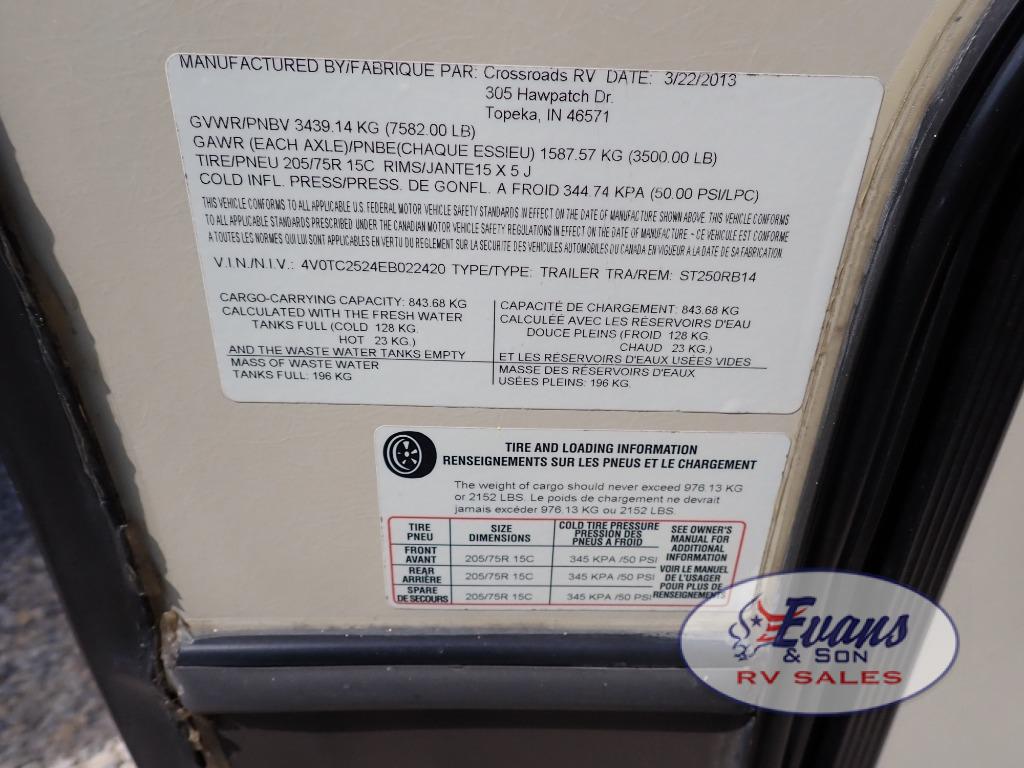 MANUFACTURED BY/FABRIQUE PAR: Crossroads RV DATE: 3/22/2013
305 Hawpatch Dr.
Topeka, IN 46571
GVWR/PNBV 3439.14 KG (7582.00 LB)
GAWR (EACH AXLE)/PNBE(CHAQUE ESSIEU) 1587.57 KG (3500.00 LB)
TIRE/PNEU 205/75R 15C RIMS/JANTE15 X 5 J
COLD INFL. PRESS/PRESS. DE GONFL. A FROID 344.74 KPA (50.00 PSI/LPC)
THIS VEHICLE CONFORMS TO ALL APPLICABLE U.S. FEDERAL MOTOR VEHICLE SAFETY STANDARDS IN EFFECT ON THE DATE OF MANUFACTURE SHOWN ABOVE. THIS VEHICLE CONFORMS
TO ALL APPLICABLE STANDARDS PRESCRIBED UNDER THE CANADIAN MOTOR VEHICLE SAFETY REGULATIONS IN EFFECT ON THE DATE OF MANUFACTURE - CE VEHICULE EST CONFORME
A TOUTES LES NORMES QUI LUI SONT APPLICABLES EN VERTU DU REGLEMENT SUR LA SECURITE DES VEHICULES AUTOMOBILES DU CANADA EN VIGUEUR A LA DATE DE SA FABRICATION.
V.I.N./N.I.V.: 4V0TC2524EB022420 TYPE/TYPE: TRAILER TRA/REM: ST250RB14
CARGO-CARRYING CAPACITY: 843.68 KG
CALCULATED WITH THE FRESH WATER
TANKS FULL (COLD 128 KG.
HOT 23 KG.)
AND THE WASTE WATER TANKS EMPTY
MASS OF WASTE WATER
TANKS FULL: 196 KG
CAPACITÉ DE CHARGEMENT: 843.68 KG
CALCULÉE AVEC LES RÉSERVOIRS D'EAU
DOUCE PLEINS (FROID 128 KG.
CHAUD 23 KG.)
ET LES RÉSERVOIRS D'EAUX USÉES VIDES
MASSE DES RÉSERVOIRS D'EAUX
USÉES PLEINS: 196 KG.
TIRE AND LOADING INFORMATION
RENSEIGNEMENTS SUR LES PNEUS ET LE CHARGEMENT
The weight of cargo should never exceed 976.13 KG
or 2152 LBS. Le poids de chargement ne devrait
jamais excéder 976.13 KG ou 2152 LBS.
TIRE
PNEU
SIZE
DIMENSIONS
COLD TIRE PRESSURE
PRESSION DES
PNEUS A FROID
SEE OWNER'S
MANUAL FOR
ADDITIONAL
INFORMATION
VOIR LE MANUEL
DE L'USAGER
POUR PLUS DE
RENSEIGNEMENTS
FRONT
AVANT
205/75R 15C
345 KPA /50 PSI
REAR
ARRIÈRE
205/75R 15C
345 KPA /50 PSI
SPARE
DE SECOURS
205/75R 15C
345 KPA /50 PSI
Evans
& SON
RV SALES